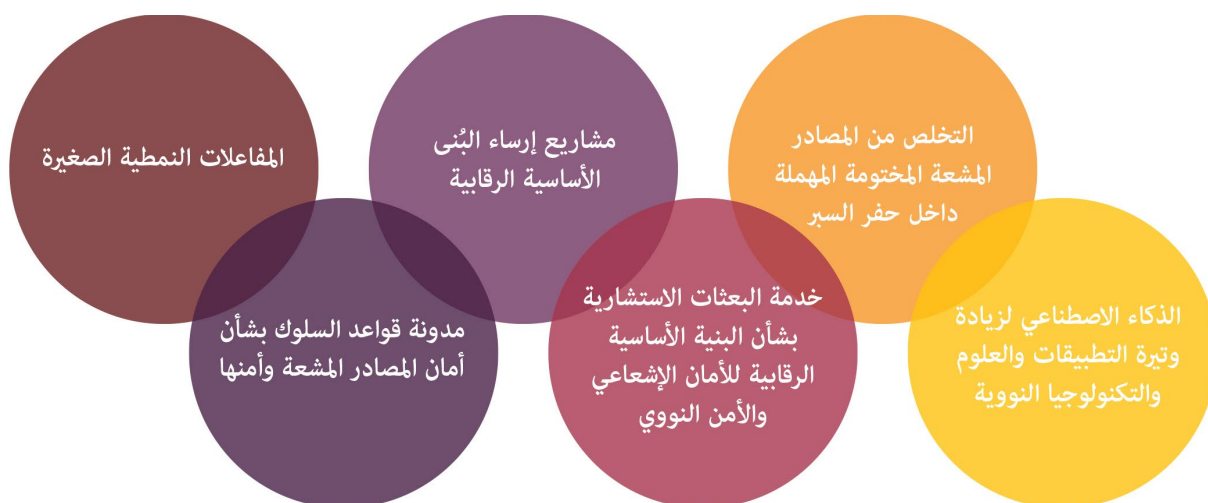 التخلص من المصادر
المشعة المختومة المهملة
داخل حفر السبر
مشاريع إرساء البُنى
الأساسية الرقابية
المفاعلات النمطية الصغيرة
الذكاء الاصطناعي لزيادة
وتيرة التطبيقات والعلوم
والتكنولوجيا النووية
خدمة البعثات الاستشارية
بشأن البنية الأساسية
الرقابية للأمان الإشعاعي
والأمن النووي
مدونة قواعد السلوك بشأن
أمان المصادر المشعة وأمنها